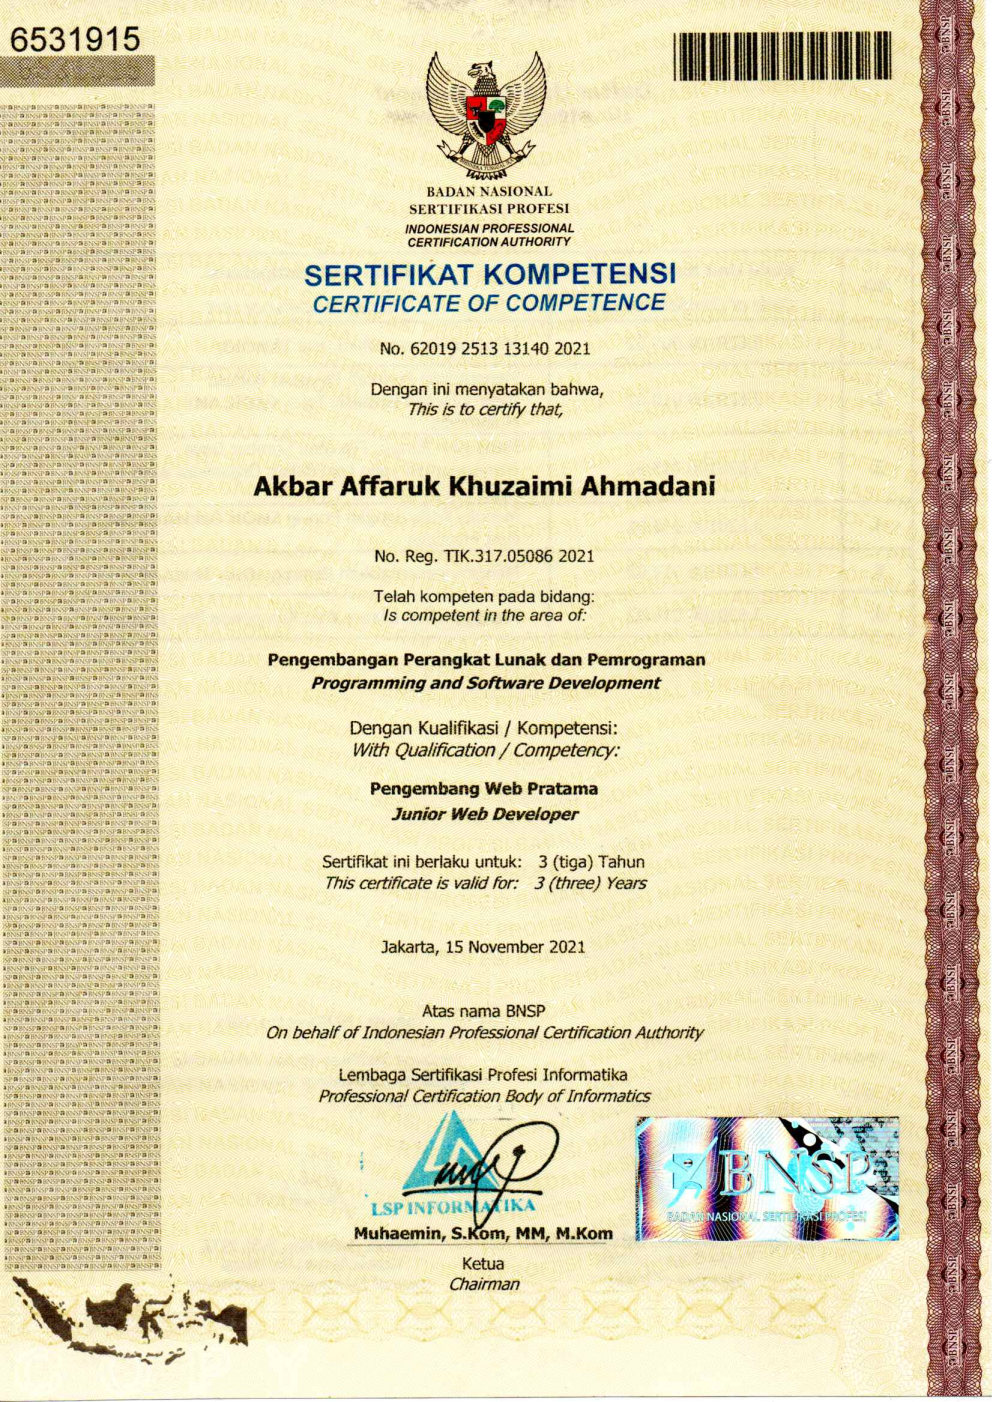 6531915
BADAN NASIONAL
SERTIFIKASI PROFESI
INDONESIAN PROFESSIONAL
CERTIFICATION AUTHORITY
SERTIFIKAT KOMPETENSI
CERTIFICATE OF COMPETENCE
No. 62019 2513 13140 2021
Dengan ini menyatakan bahwa,
This is to certify that,
Akbar Affaruk Khuzaimi Ahmadani
No. Reg. TIK.317.05086 2021
Telah kompeten pada bidang:
Is competent in the area of:
Pengembangan Perangkat Lunak dan Pemrograman
Programming and Software Development
Dengan Kualifikasi / Kompetensi:
With Qualification / Competency:
Pengembang Web Pratama
Junior Web Developer
Sertifikat ini berlaku untuk: 3 (tiga) Tahun
This certificate is valid for: 3 (three) Years
Jakarta, 15 November 2021
Atas nama BNSP
On behalf of Indonesian Professional Certification Authority
Lembaga Sertifikasi Profesi Informatika
Professional Certification Body of Informatics
LSP INFORMATIKA
BNSP
BADAN NASIONAL SERTIFIKASI PROFESI
Muhaemin, S.Kom, MM, M.Kom
Ketua
Chairman